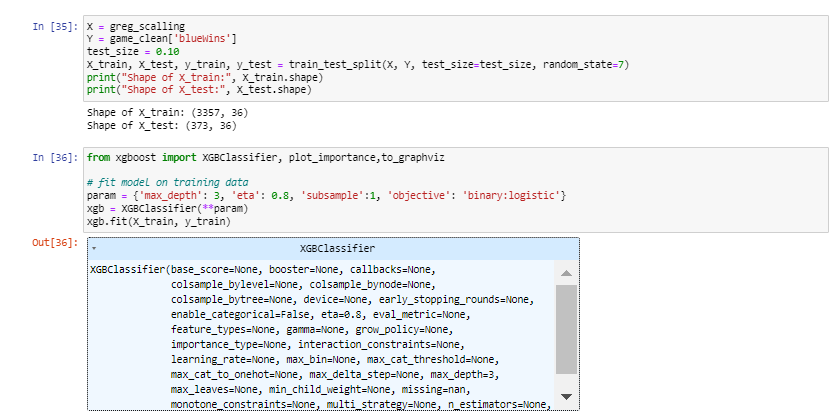 In [35]: X = greg_scalling
Y = game_clean['blueWins']
test_size = 0.10
X_train, X_test, y_train, y_test = train_test_split(X, Y, test_size=test_size, random_state=7)
print("Shape of X_train:", X_train.shape)
print("Shape of X_test:", X_test.shape)
Shape of X_train: (3357, 36)
Shape of X_test: (373, 36)
In [36]: from xgboost import XGBClassifier, plot_importance,to_graphviz
# fit model on training data
param = {'max_depth': 3, 'eta': 0.8, 'subsample':1, 'objective': 'binary:logistic'}
xgb = XGBClassifier(**param)
xgb.fit(X_train, y_train)
Out[36]:
XGBClassifier
XGBClassifier(base_score=None, booster=None, callbacks=None,
colsample_bylevel=None, colsample_bynode=None,
colsample_bytree=None, device=None, early_stopping_rounds=None,
enable_categorical=False, eta=0.8, eval_metric=None,
feature_types=None, gamma=None, grow_policy=None,
importance_type=None, interaction_constraints=None,
learning_rate=None, max_bin=None, max_cat_threshold=None,
max_cat_to_onehot=None, max_delta_step=None, max_depth=3,
max_leaves=None, min_child_weight=None, missing=nan,
monotone_constraints=None, multi_strategy=None, n_estimators=None,